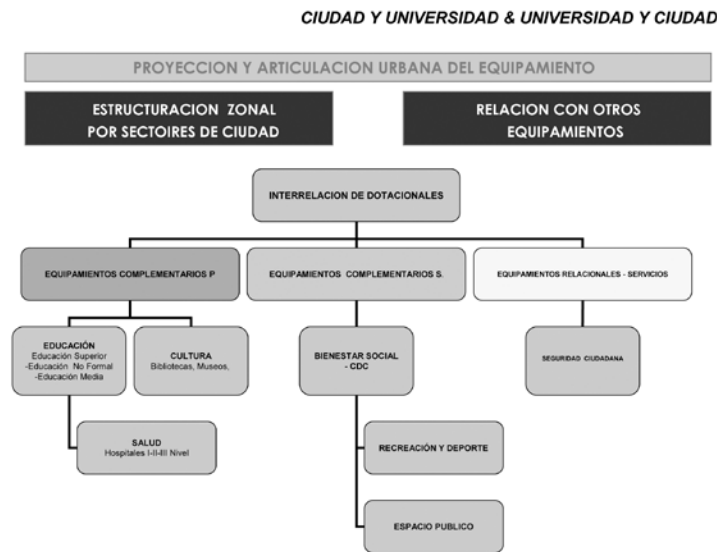 CIUDAD Y UNIVERSIDAD & UNIVERSIDAD Y CIUDAD
PROYECCION Y ARTICULACION URBANA DEL EQUIPAMIENTO
ESTRUCTURACION ZONAL
POR SECTOIRES DE CIUDAD
RELACION CON OTROS
EQUIPAMIENTOS
INTERRELACION DE DOTACIONALES
EQUIPAMIENTOS COMPLEMENTARIOS P
EQUIPAMIENTOS COMPLEMENTARIOS S.
EQUIPAMIENTOS RELACIONALES - SERVICIOS
EDUCACIÓN
Educación Superior
-Educación No Formal
-Educación Media
CULTURA
Bibliotecas, Museos,
BIENESTAR SOCIAL
- CDC
SEGURIDAD CIUDADANA
SALUD
Hospitales I-II-III Nivel
RECREACIÓN Y DEPORTE
ESPACIO PUBLICO